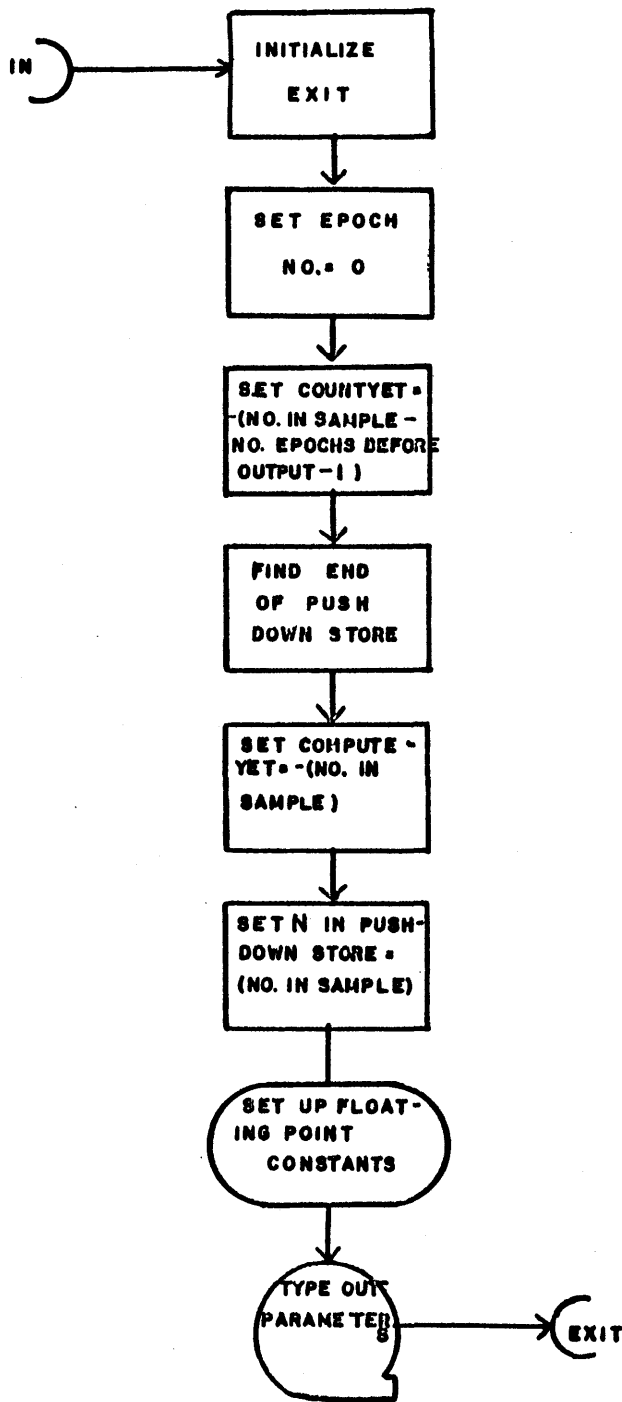 IN
INITIALIZE
EXIT
SET EPOCH
NO.= 0
SET COUNTYET =
-(NO. IN SAMPLE -
NO. EPOCHS BEFORE
OUTPUT - 1 )
FIND END
OF PUSH
DOWN STORE
SET COMPUTE -
YET= -(NO. IN
SAMPLE)
SET N IN PUSH-
DOWN STORE =
(NO. IN SAMPLE)
SET UP FLOAT-
ING POINT
CONSTANTS
TYPE OUT
PARAMETERS
EXIT